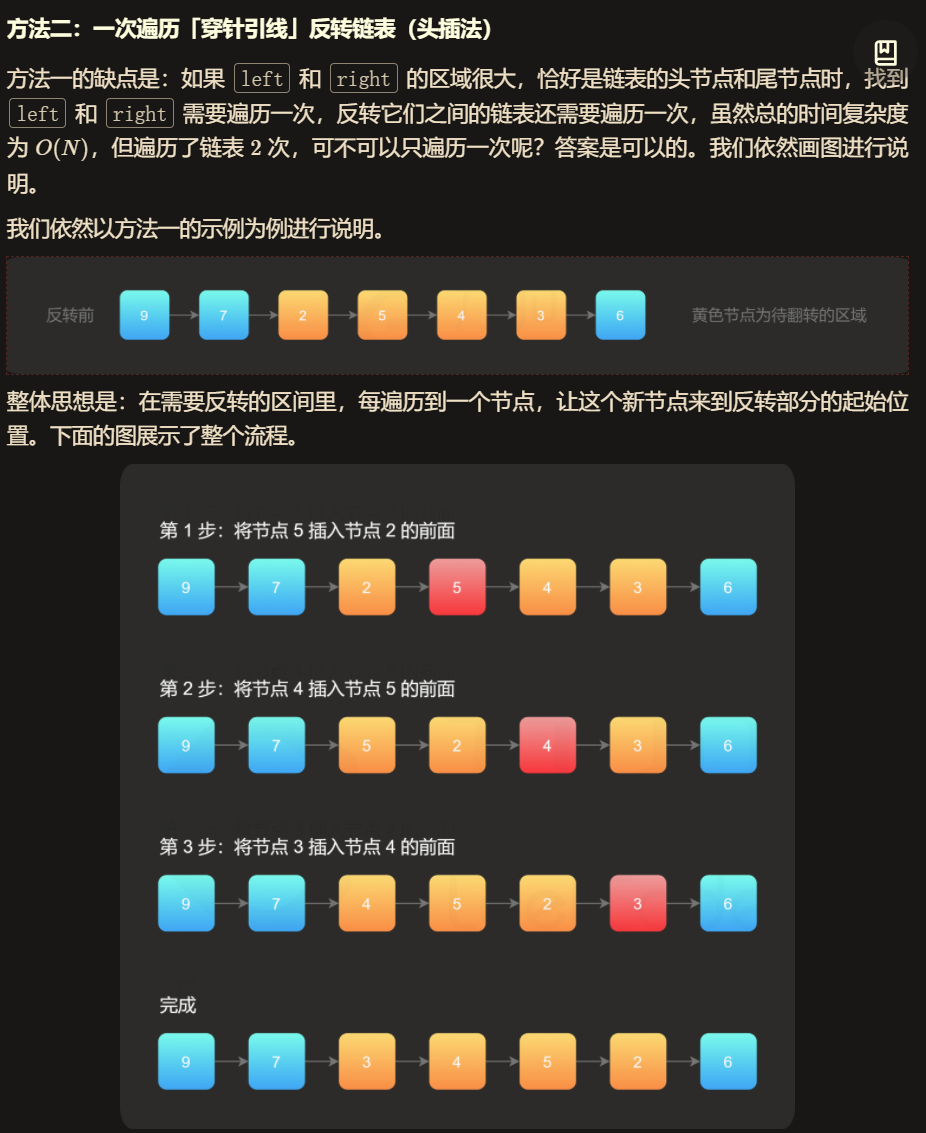 方法二：一次遍历「穿针引线」反转链表（头插法）
方法一的缺点是：如果 left 和 right 的区域很大，恰好是链表的头节点和尾节点时，找到
left 和 right 需要遍历一次，反转它们之间的链表还需要遍历一次，虽然总的时间复杂度
为 O(N)，但遍历了链表 2 次，可不可以只遍历一次呢？答案是可以的。我们依然画图进行说
明。
我们依然以方法一的示例为例进行说明。
反转前 9 7 2 5 4 3 6 黄色节点为待翻转的区域
整体思想是：在需要反转的区间里，每遍历到一个节点，让这个新节点来到反转部分的起始位
置。下面的图展示了整个流程。
第 1 步：将节点 5 插入节点 2 的前面
9 7 2 5 4 3 6
第 2 步：将节点 4 插入节点 5 的前面
9 7 5 2 4 3 6
第 3 步：将节点 3 插入节点 4 的前面
9 7 4 5 2 3 6
完成
9 7 3 4 5 2 6